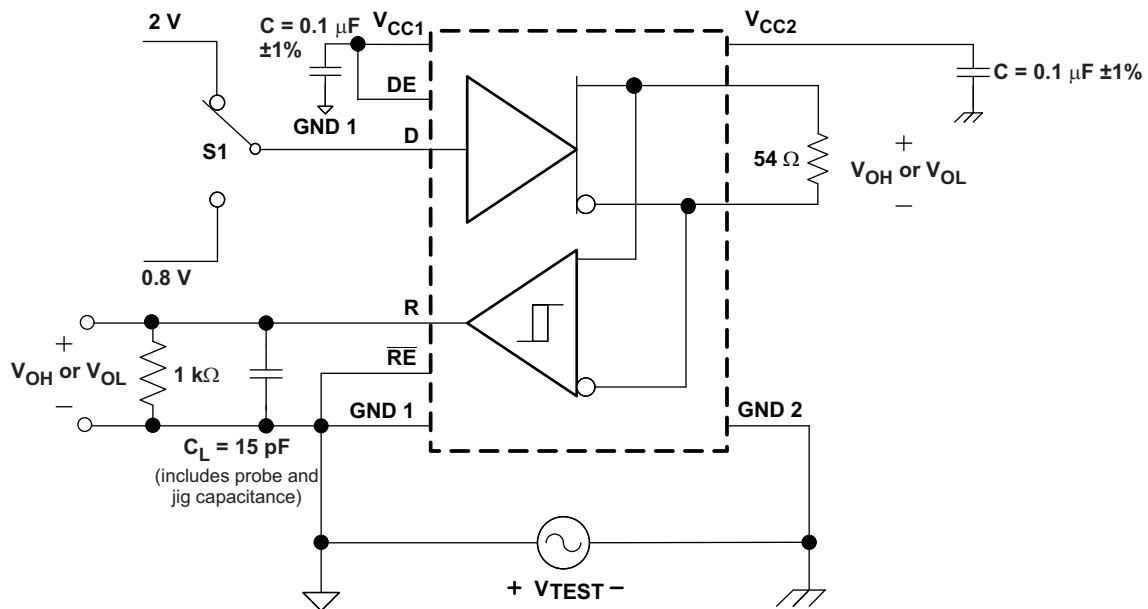 2 V
C = 0.1 μF
±1%
VCC1
VCC2
C = 0.1 μF ±1%
DE
GND 1
D
S1
54 Ω
+
VOH or VOL
−
0.8 V
R
+
VOH or VOL
−
1 kΩ
RE
GND 1
GND 2
CL = 15 pF
(includes probe and
jig capacitance)
+ VTEST −